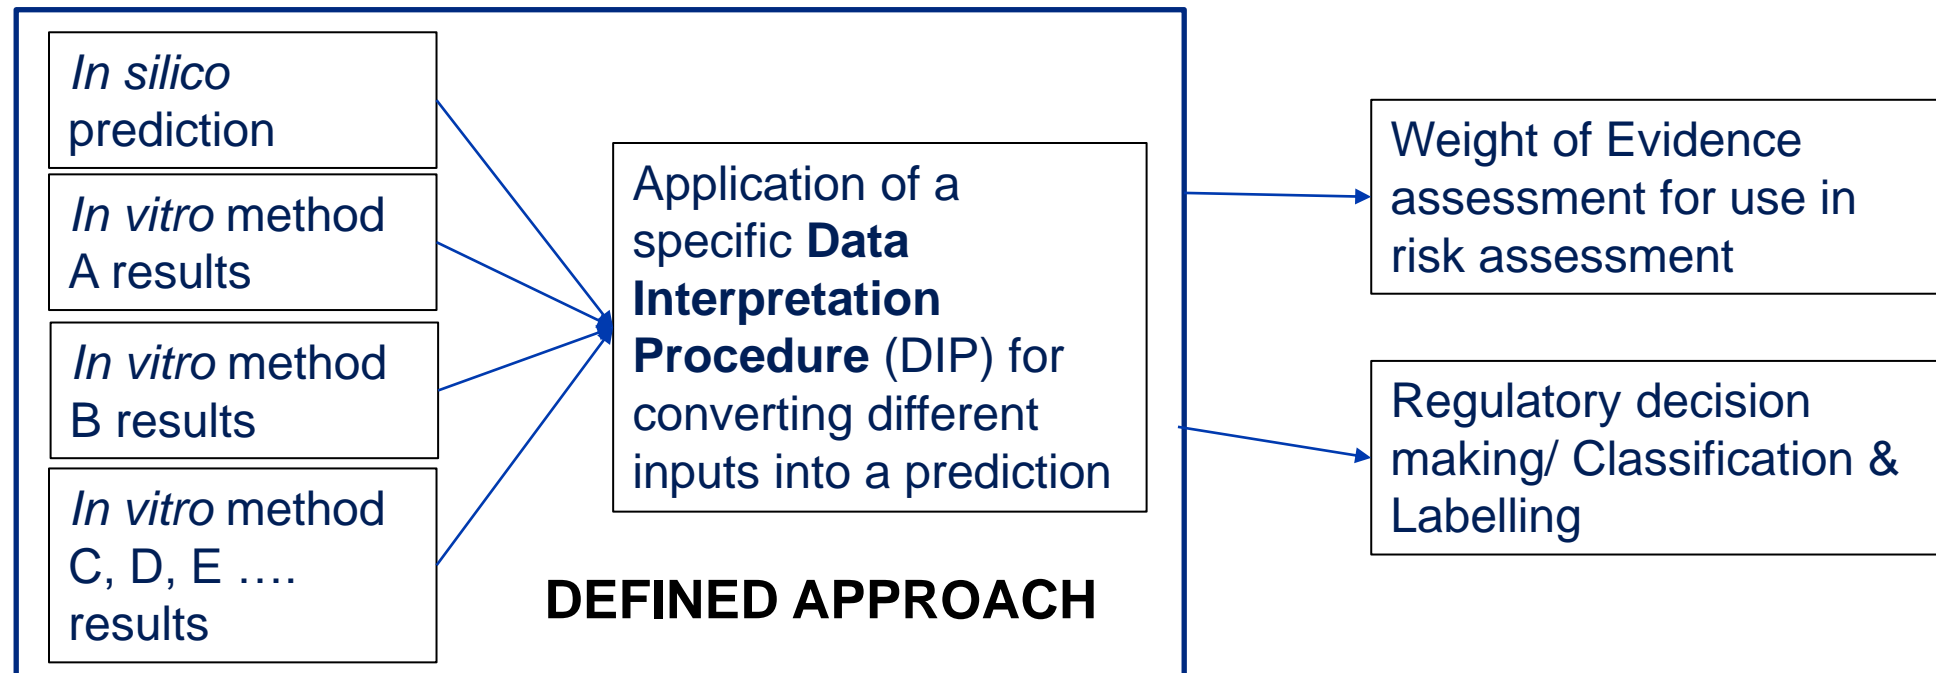 In silico
prediction
In vitro method
A results
In vitro method
B results
In vitro method
C, D, E ….
results
Application of a
specific Data
Interpretation
Procedure (DIP) for
converting different
inputs into a prediction
DEFINED APPROACH
Weight of Evidence
assessment for use in
risk assessment
Regulatory decision
making/ Classification &
Labelling